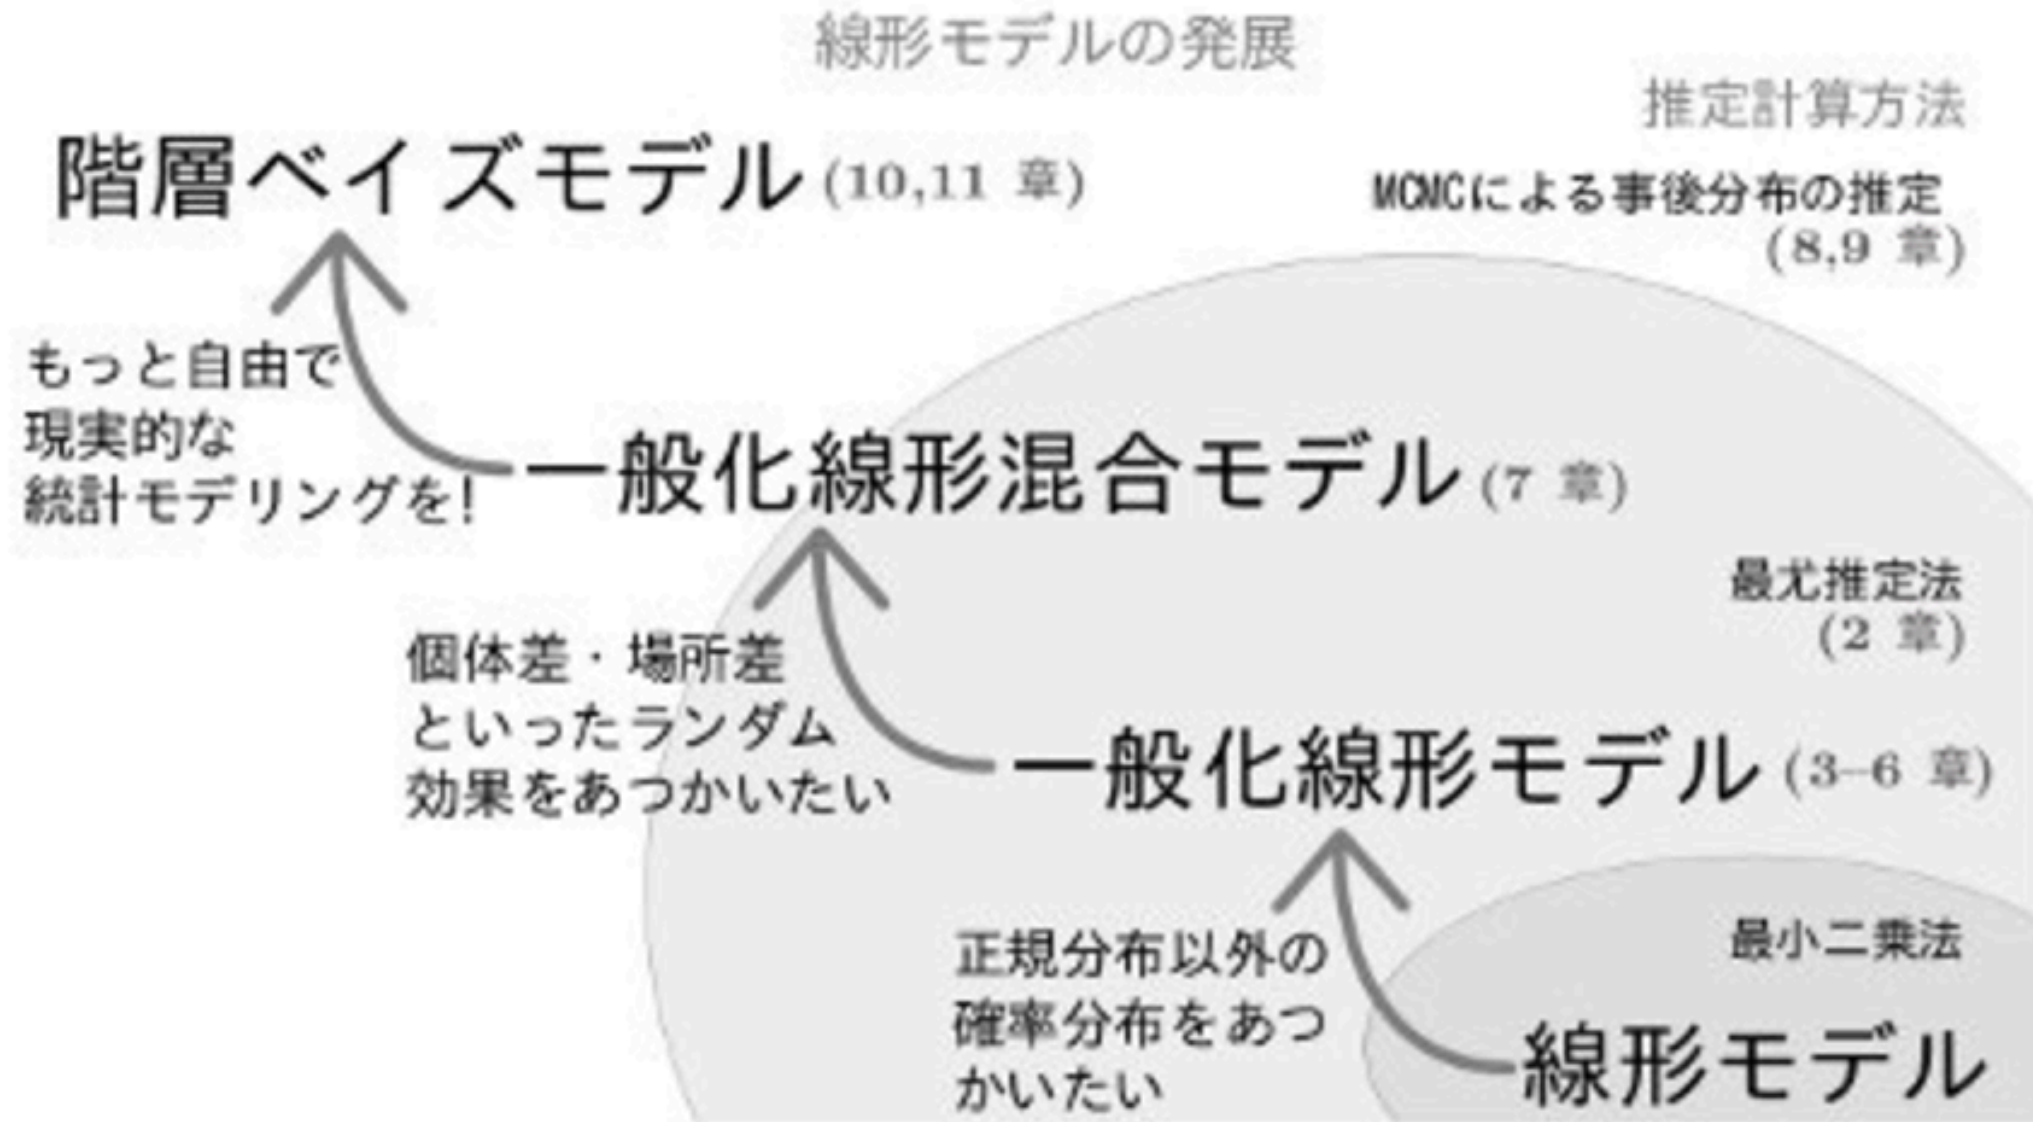 線形モデルの発展
推定計算方法
階層ベイズモデル (10,11 章)
MCMCによる事後分布の推定
(8,9 章)
もっと自由で
現実的な
統計モデリングを!
一般化線形混合モデル (7 章)
最尤推定法
(2 章)
個体差・場所差
といったランダム
効果をあつかいたい
一般化線形モデル (3–6 章)
正規分布以外の
確率分布をあつ
かいたい
最小二乗法
線形モデル